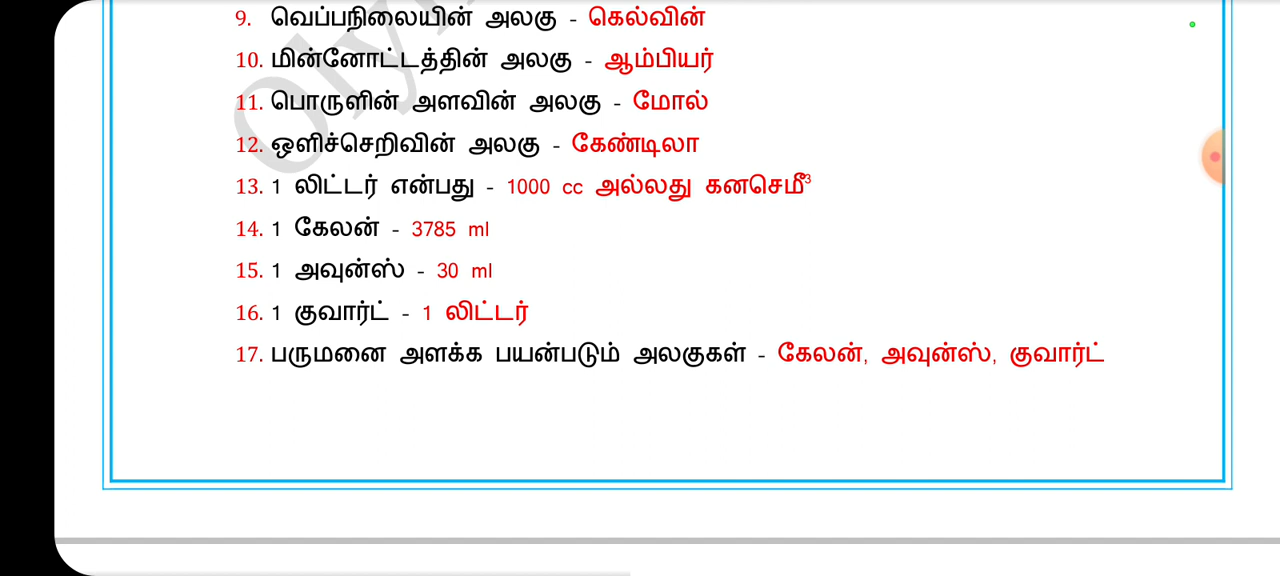 9. வெப்பநிலையின் அலகு - கெல்வின்
10. மின்னோட்டத்தின் அலகு - ஆம்பியர்
11. பொருளின் அளவின் அலகு - மோல்
12. ஒளிச்செறிவின் அலகு - கேண்டிலா
13. 1 லிட்டர் என்பது - 1000 cc அல்லது கனசெமீ³
14. 1 கேலன் - 3785 ml
15. 1 அவுன்ஸ் - 30 ml
16. 1 குவார்ட் - 1 லிட்டர்
17. பருமனை அளக்க பயன்படும் அலகுகள் - கேலன், அவுன்ஸ், குவார்ட்